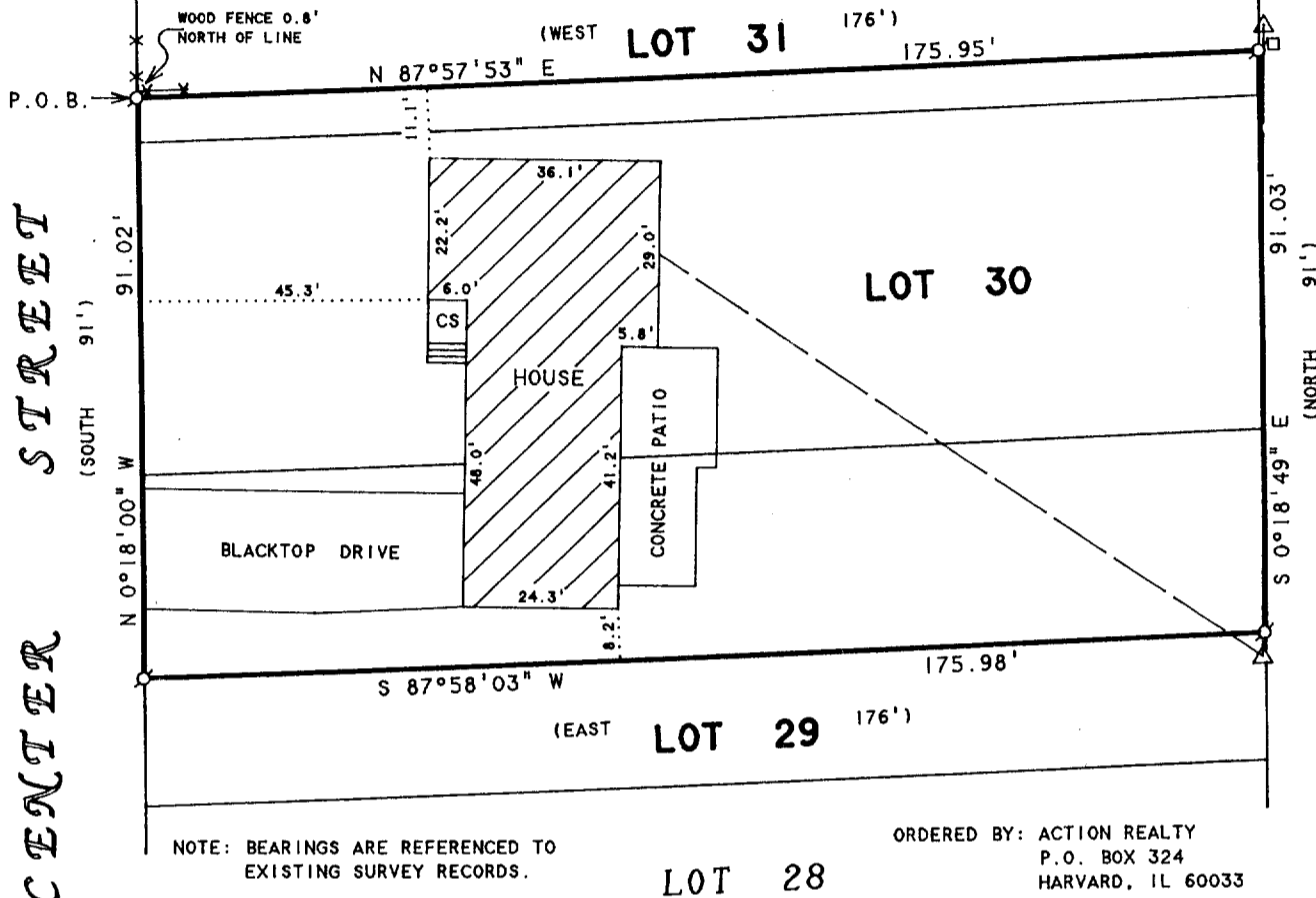 WOOD FENCE 0.8'
NORTH OF LINE
(WEST 176')
LOT 31
N 87°57'53" E
175.95'
P.O.B.
11.1'
36.1'
22.2'
29.0'
91.02'
91.03'
(SOUTH 91')
(NORTH 91')
STREET
LOT 30
45.3'
6.0'
CS
5.8'
HOUSE
CONCRETE PATIO
48.0'
41.2'
N 0°18'00" W
S 0°18'49" E
BLACKTOP DRIVE
24.3'
8.2'
S 87°58'03" W
175.98'
(EAST 176')
LOT 29
CENTER
NOTE: BEARINGS ARE REFERENCED TO
EXISTING SURVEY RECORDS.
LOT 28
ORDERED BY: ACTION REALTY
P.O. BOX 324
HARVARD, IL 60033